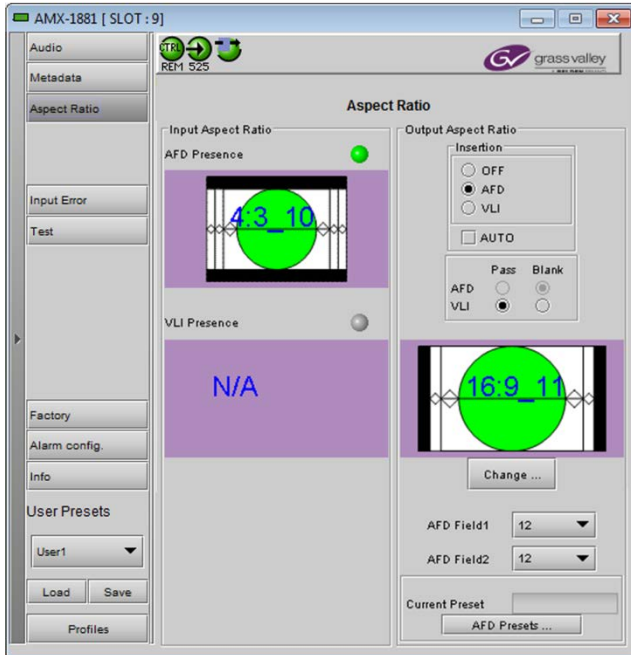 AMX-1881 [ SLOT : 9]
Audio
Metadata
Aspect Ratio
Input Error
Test
Factory
Alarm config.
Info
User Presets
User1
Load Save
Profiles
CTRL
REM 525
grass valley
Aspect Ratio
Input Aspect Ratio
AFD Presence
4:3_10
VLI Presence
N/A
Output Aspect Ratio
Insertion
OFF
AFD
VLI
AUTO
Pass Blank
AFD
VLI
16:9_11
Change ...
AFD Field1 12
AFD Field2 12
Current Preset
AFD Presets ...